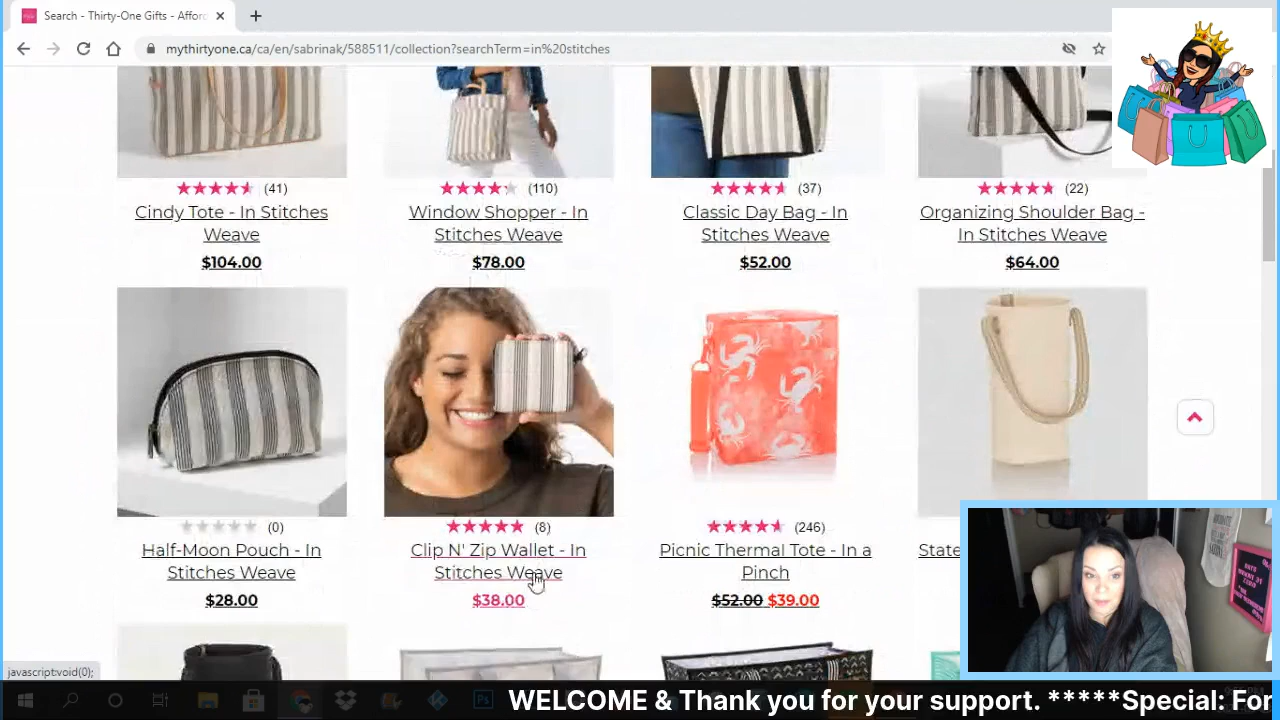 Search - Thirty-One Gifts - Affor
mythirtyone.ca/ca/en/sabrinak/588511/collection?searchTerm=in%20stitches
(41)
(110)
(37)
(22)
Cindy Tote - In Stitches
Weave
$104.00
Window Shopper - In
Stitches Weave
$78.00
Classic Day Bag - In
Stitches Weave
$52.00
Organizing Shoulder Bag -
In Stitches Weave
$64.00
(0)
(8)
(246)
Half-Moon Pouch - In
Stitches Weave
$28.00
Clip N' Zip Wallet - In
Stitches Weave
$38.00
Picnic Thermal Tote - In a
Pinch
$52.00 $39.00
State
javascript:void(0);
WELCOME & Thank you for your support. *****Special: For